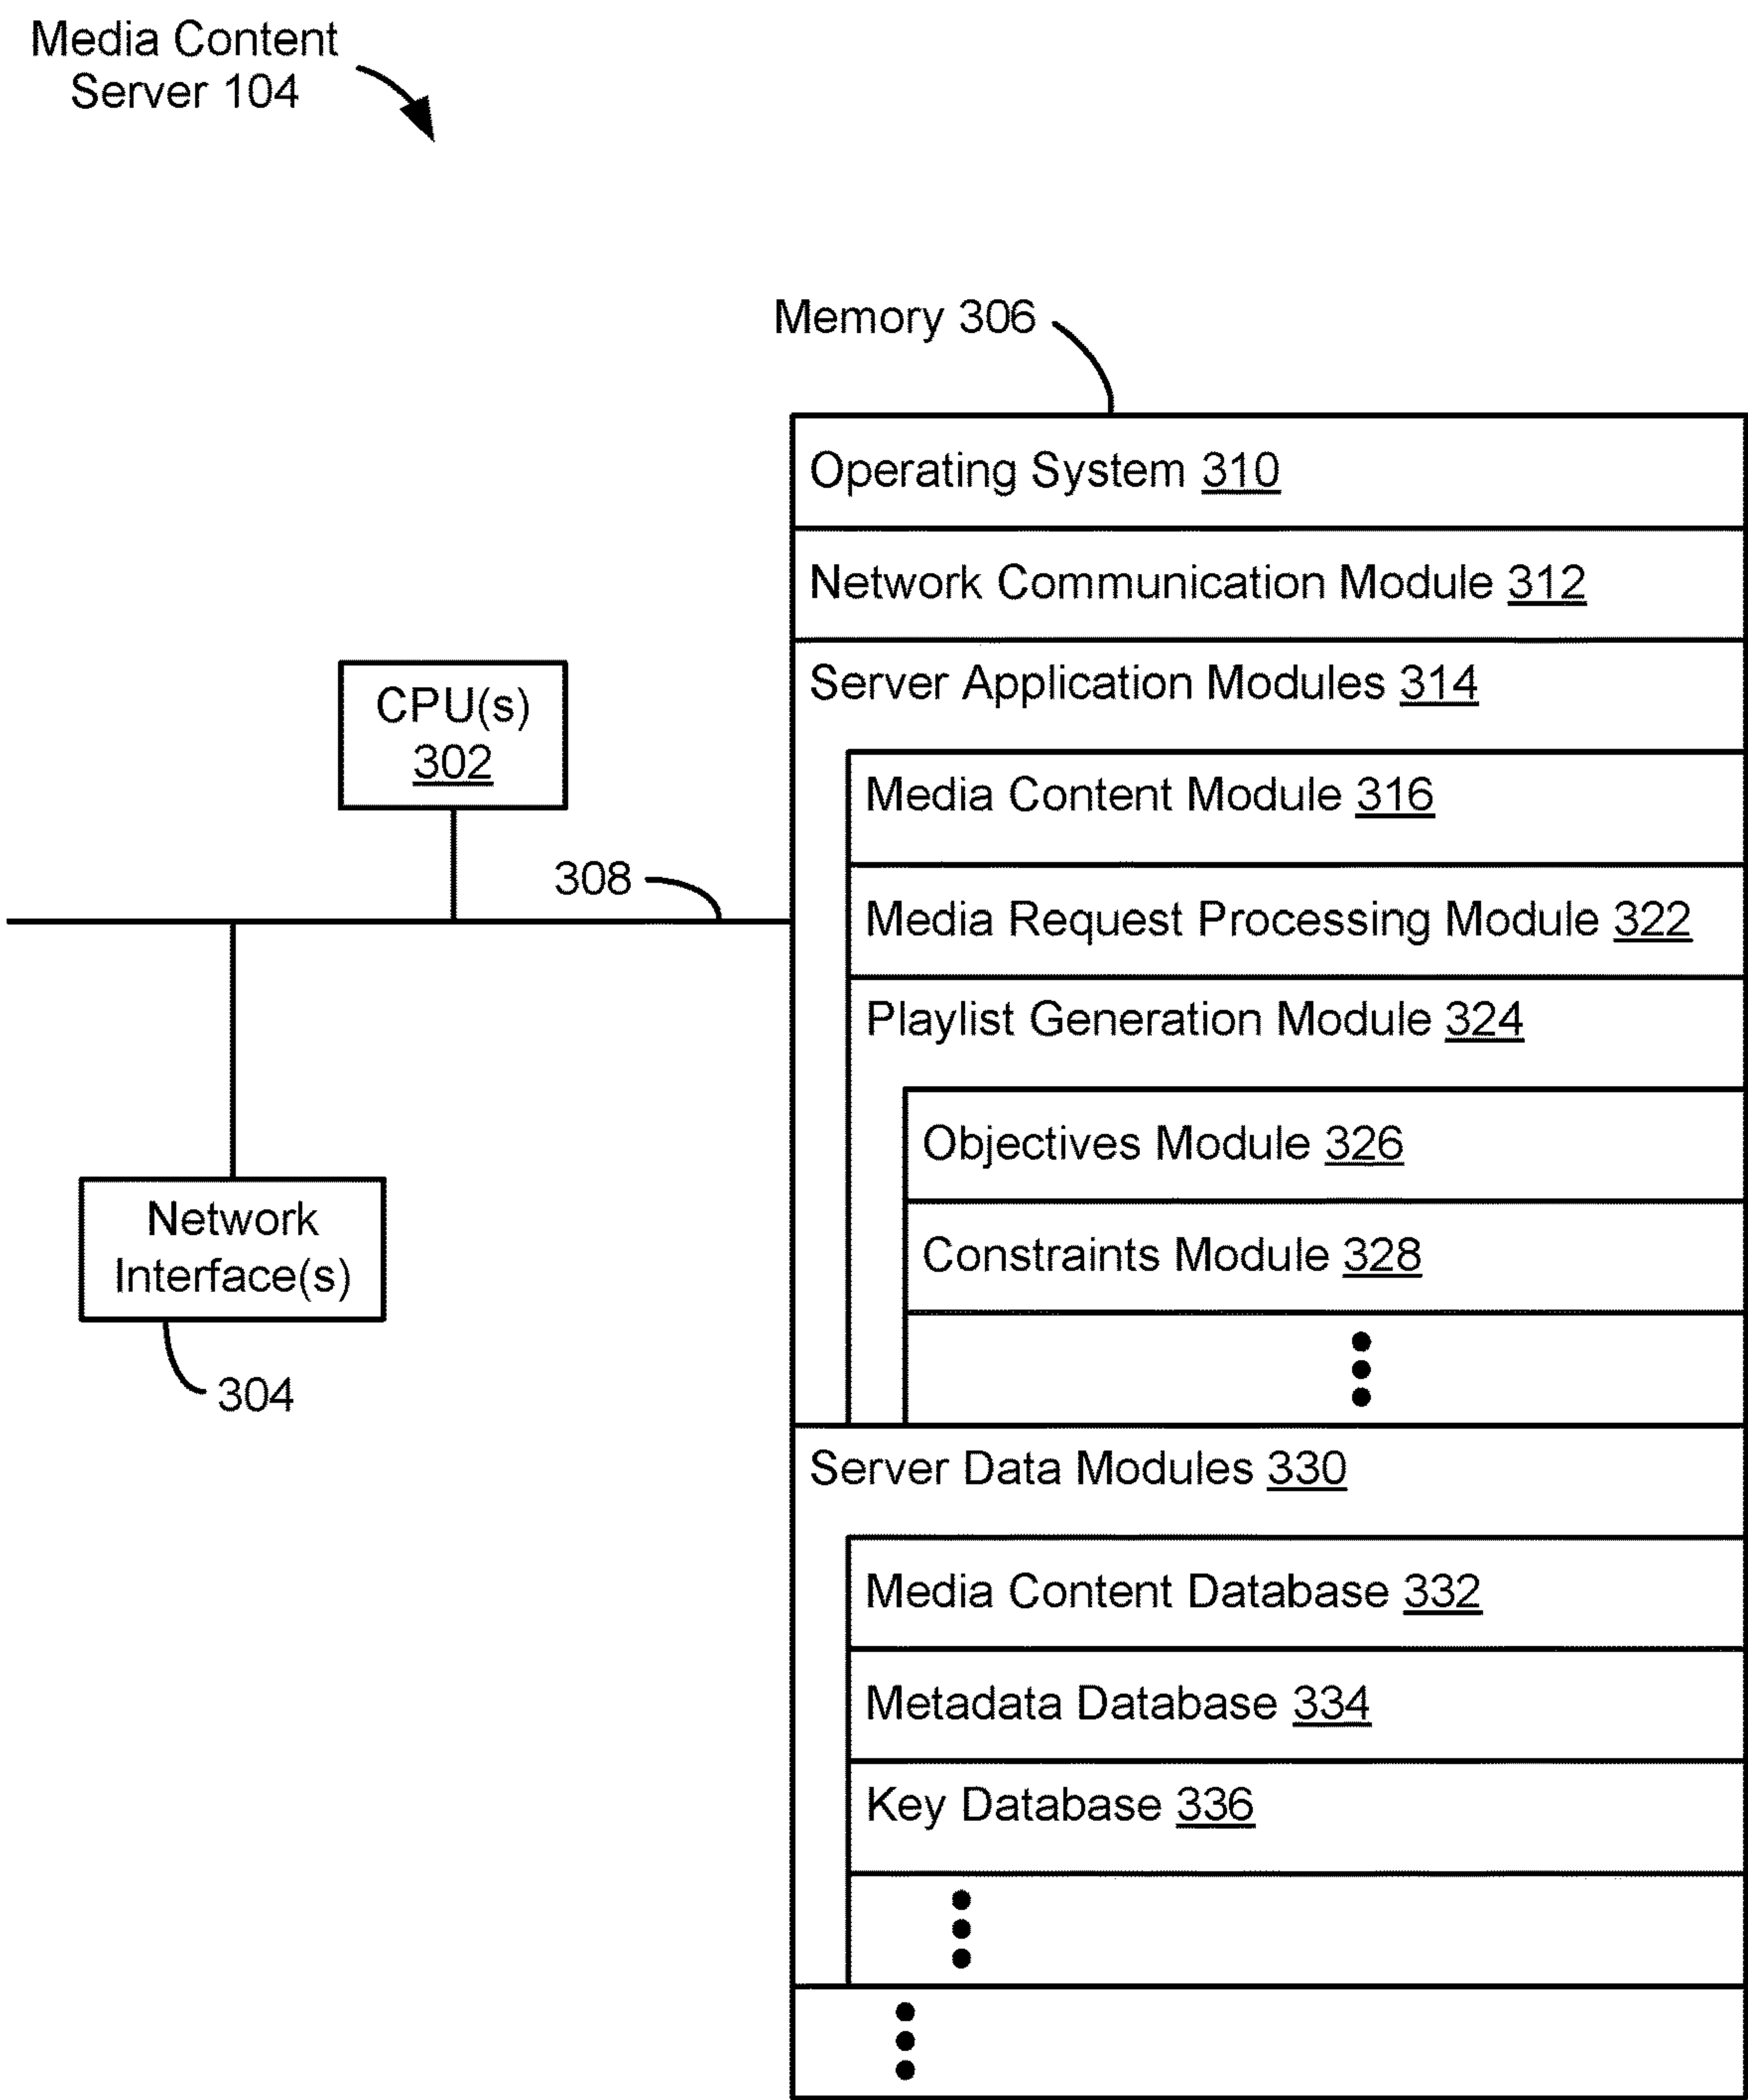 Media Content
Server 104
Memory 306
Operating System 310
Network Communication Module 312
Server Application Modules 314
CPU(s)
302
Media Content Module 316
308
Media Request Processing Module 322
Playlist Generation Module 324
Objectives Module 326
Network
Interface(s)
Constraints Module 328
304
Server Data Modules 330
Media Content Database 332
Metadata Database 334
Key Database 336